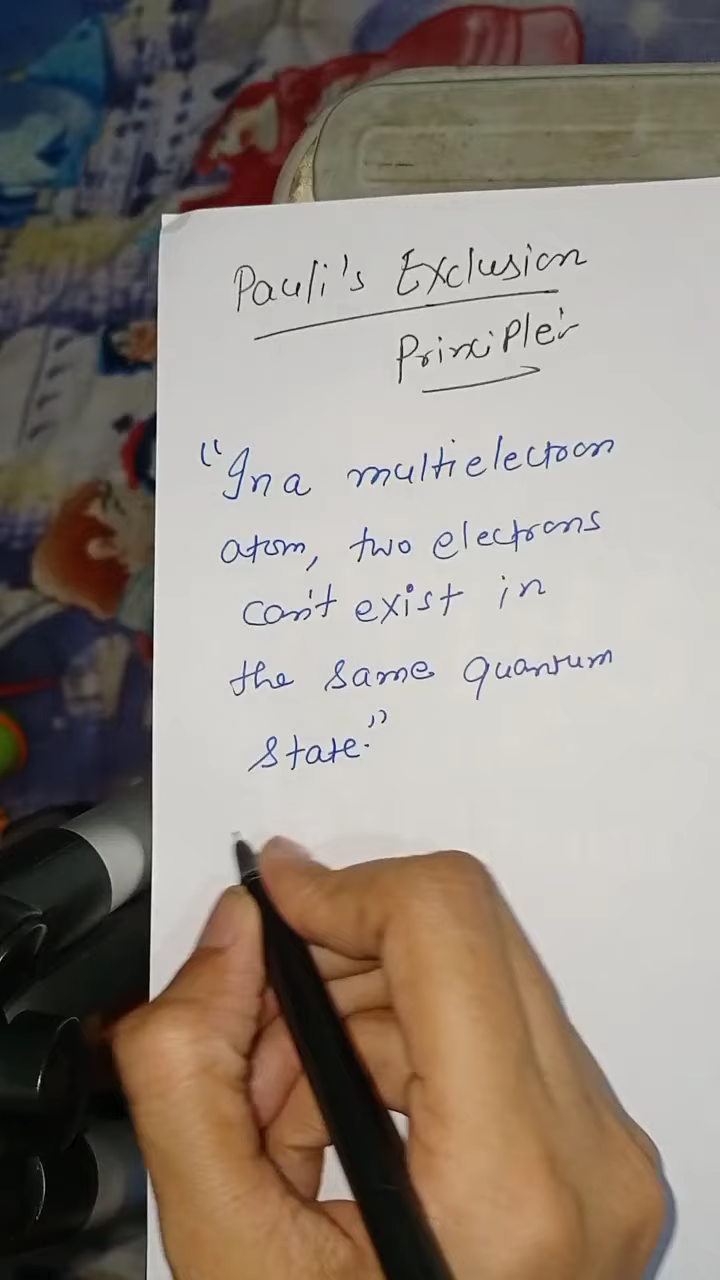 Pauli's Exclusion
Principle:
"In a multielectron
atom, two electrons
can't exist in
the same quantum
state."